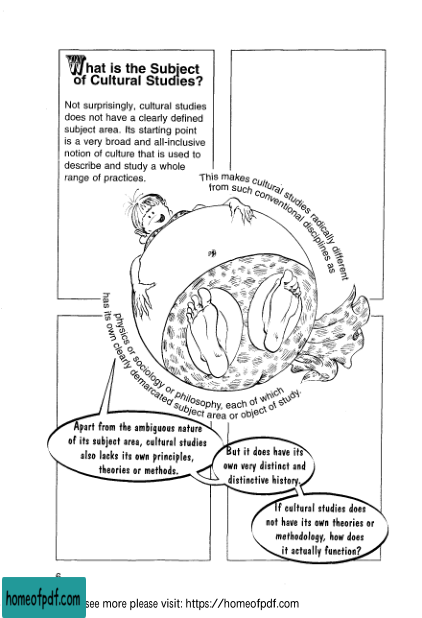 What is the Subject
of Cultural Studies?
Not surprisingly, cultural studies
does not have a clearly defined
subject area. Its starting point
is a very broad and all-inclusive
notion of culture that is used to
describe and study a whole
range of practices.
This makes cultural studies radically different
from such conventional disciplines as
physics or sociology or philosophy, each of which
has its own clearly demarcated subject area or object of study.
Apart from the ambiguous nature
of its subject area, cultural studies
also lacks its own principles,
theories or methods.
But it does have its
own very distinct and
distinctive history.
If cultural studies does
not have its own theories or
methodology, how does
it actually function?
6
homeofpdf.com
see more please visit: https://homeofpdf.com